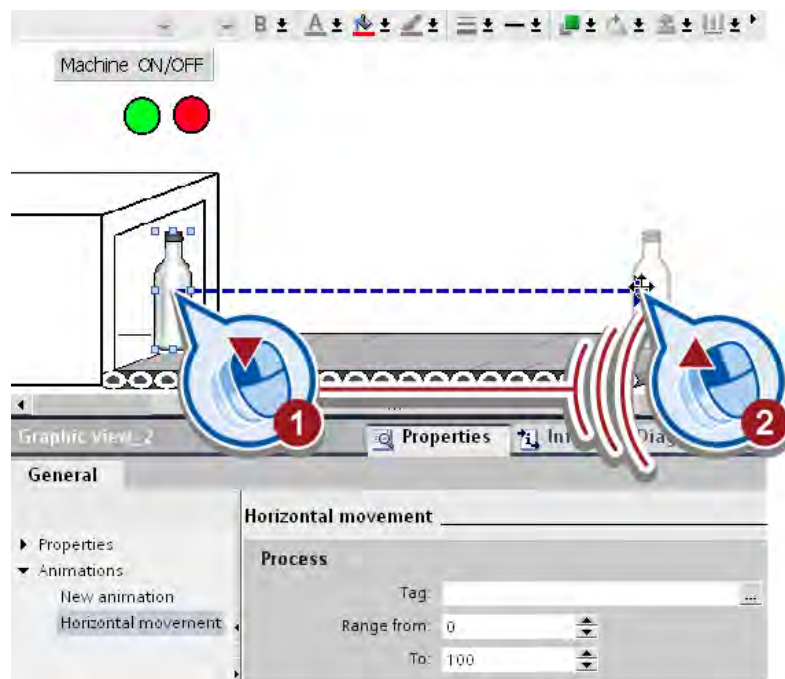 B A
Machine ON/OFF
1
2
Graphic View_2
Properties
General
Horizontal movement
Properties
Process
Animations
Tag:
...
New animation
Horizontal movement
Range from: 0
To: 100